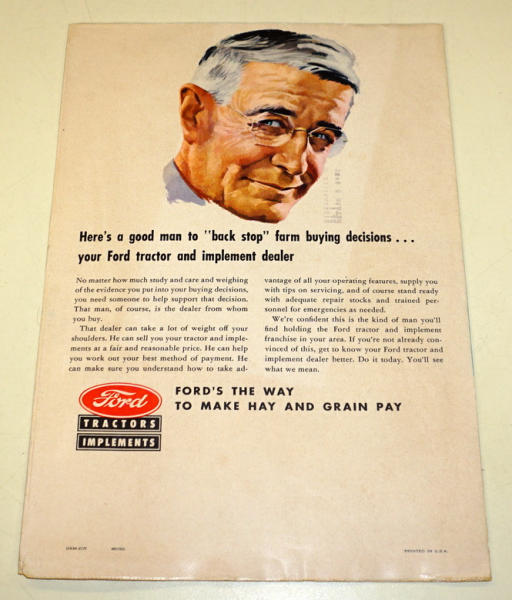 Here's a good man to "back stop" farm buying decisions . . .
your Ford tractor and implement dealer
No matter how much study and care and weighing
of the evidence you put into your buying decisions,
you need someone to help support that decision.
That man, of course, is the dealer from whom
you buy.
That dealer can take a lot of weight off your
shoulders. He can sell you your tractor and imple-
ments at a fair and reasonable price. He can help
you work out your best method of payment. He
can make sure you understand how to take ad-
vantage of all your operating features, supply you
with tips on servicing, and of course stand ready
with adequate repair stocks and trained per-
sonnel for emergencies as needed.
We're confident this is the kind of man you'll
find holding the Ford tractor and implement
franchise in your area. If you're not already con-
vinced of this, get to know your Ford tractor and
implement dealer better. Do it today. You'll see
what we mean.
Ford
TRACTORS
IMPLEMENTS
FORD'S THE WAY
TO MAKE HAY AND GRAIN PAY
PRINTED IN U.S.A.